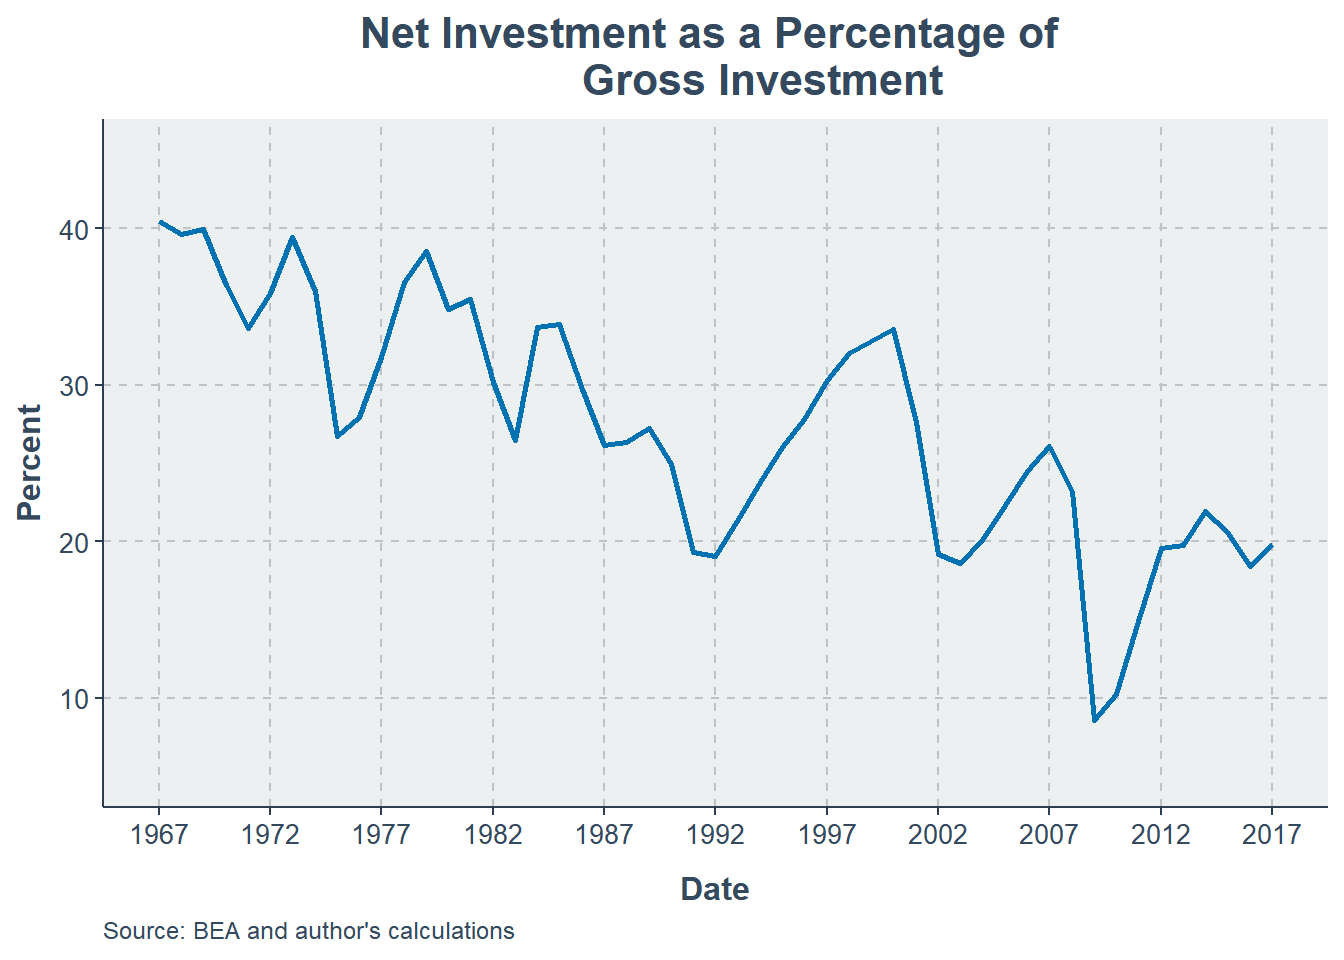 Net Investment as a Percentage of
Gross Investment
Percent
40
30
20
10
1967 1972 1977 1982 1987 1992 1997 2002 2007 2012 2017
Date
Source: BEA and author's calculations